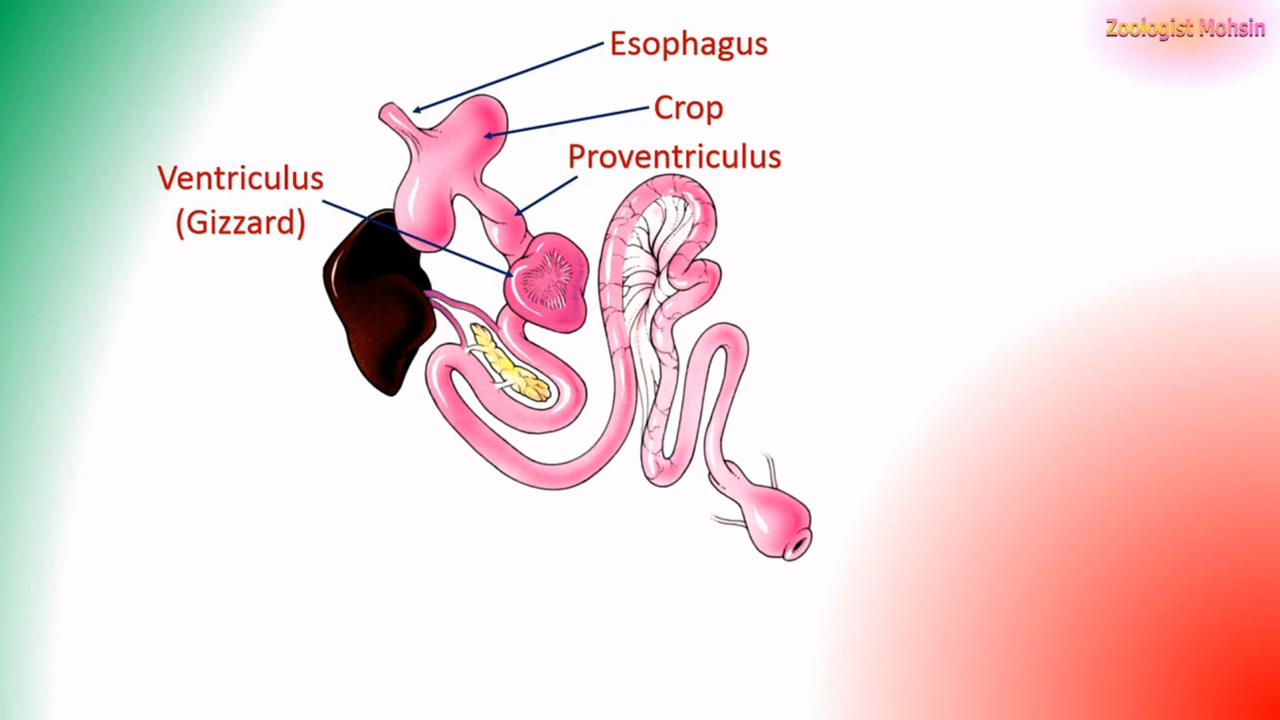 Zoologist Mohsin
Esophagus
Crop
Proventriculus
Ventriculus
(Gizzard)